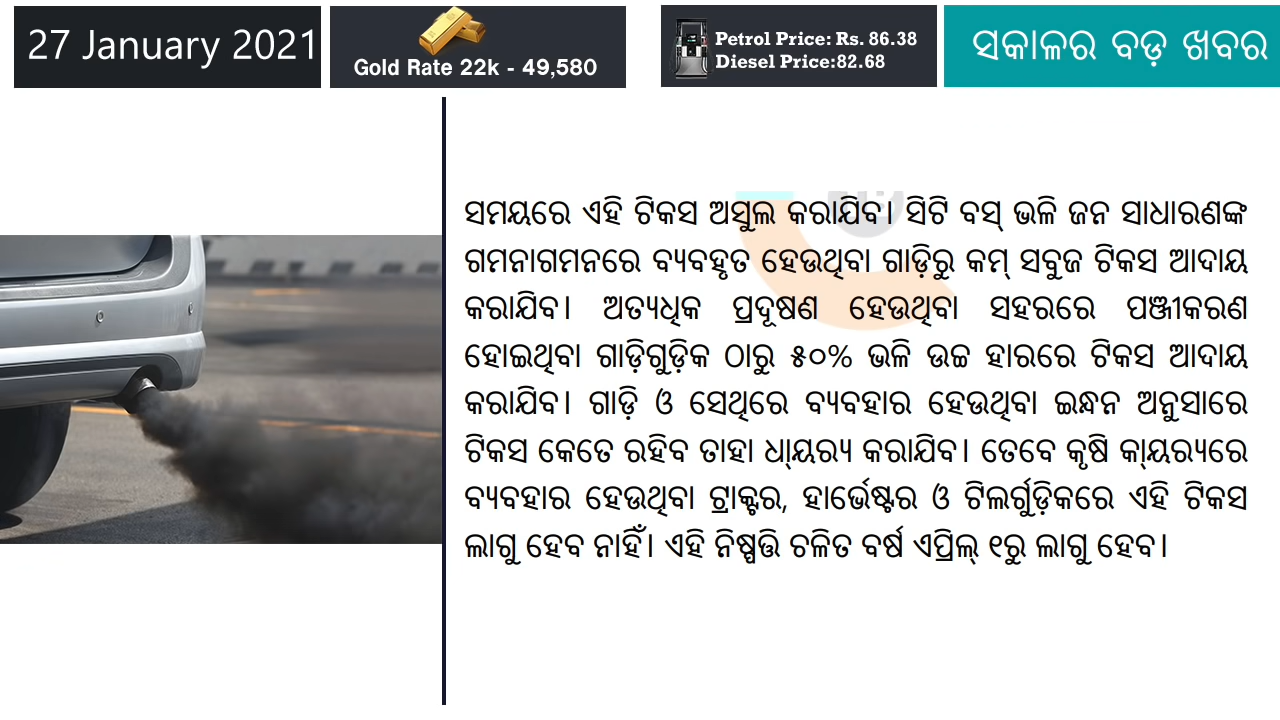 27 January 2021
Gold Rate 22k - 49,580
Petrol Price: Rs. 86.38
Diesel Price:82.68
ସକାଳର ବଡ଼ ଖବର
ସମୟରେ ଏହି ଟିକସ ଅସୁଲ କରାଯିବ। ସିଟି ବସ୍ ଭଳି ଜନ ସାଧାରଣଙ୍କ
ଗମନାଗମନରେ ବ୍ୟବହୃତ ହେଉଥିବା ଗାଡ଼ିରୁ କମ୍ ସବୁଜ ଟିକସ ଆଦାୟ
କରାଯିବ। ଅତ୍ୟଧିକ ପ୍ରଦୂଷଣ ହେଉଥିବା ସହରରେ ପଞ୍ଜୀକରଣ
ହୋଇଥିବା ଗାଡ଼ିଗୁଡ଼ିକ ଠାରୁ ୫୦% ଭଳି ଉଚ୍ଚ ହାରରେ ଟିକସ ଆଦାୟ
କରାଯିବ। ଗାଡ଼ି ଓ ସେଥିରେ ବ୍ୟବହାର ହେଉଥିବା ଇନ୍ଧନ ଅନୁସାରେ
ଟିକସ କେତେ ରହିବ ତାହା ଧା୍ୟର୍ୟ କରାଯିବ। ତେବେ କୃଷି କା୍ୟର୍ୟରେ
ବ୍ୟବହାର ହେଉଥିବା ଟ୍ରାକ୍ଟର, ହାର୍ଭେଷ୍ଟର ଓ ଟିଲର୍ଗୁଡ଼ିକରେ ଏହି ଟିକସ
ଲାଗୁ ହେବ ନାହିଁ। ଏହି ନିଷ୍ପତ୍ତି ଚଳିତ ବର୍ଷ ଏପ୍ରିଲ୍ ୧ରୁ ଲାଗୁ ହେବ।